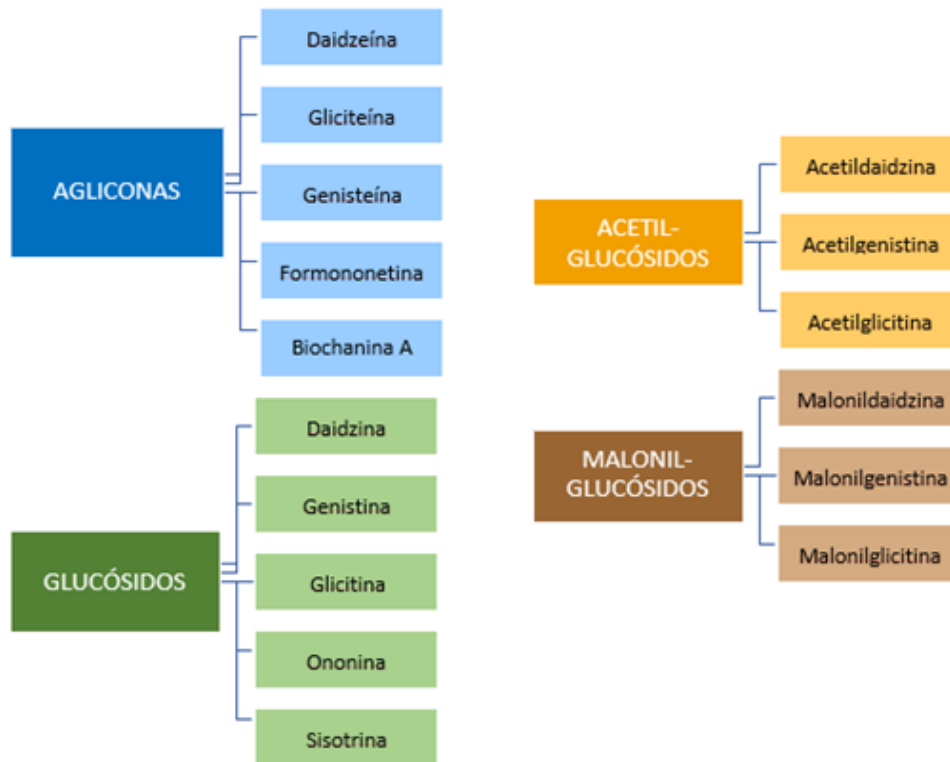 AGLICONAS
Daidzeína
Gliciteína
Genisteína
Formononetina
Biochanina A
GLUCÓSIDOS
Daidzina
Genistina
Glicitina
Ononina
Sisotrina
ACETIL-
GLUCÓSIDOS
Acetildaidzina
Acetilgenistina
Acetilglicitina
MALONIL-
GLUCÓSIDOS
Malonildaidzina
Malonilgenistina
Malonilglicitina